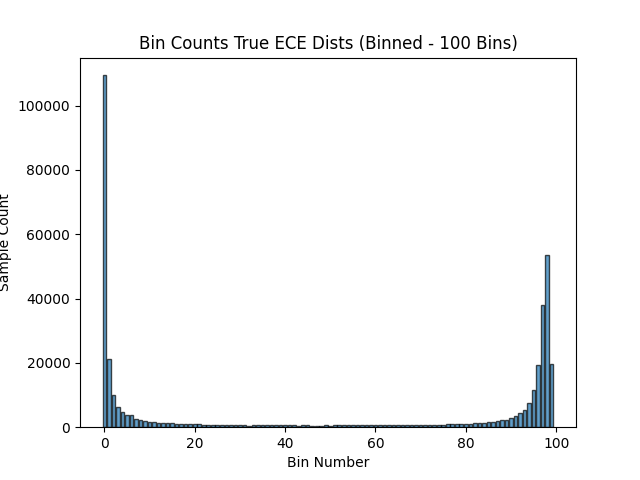 Bin Counts True ECE Dists (Binned - 100 Bins)
100000
80000
60000
40000
20000
0
Sample Count
0 20 40 60 80 100
Bin Number